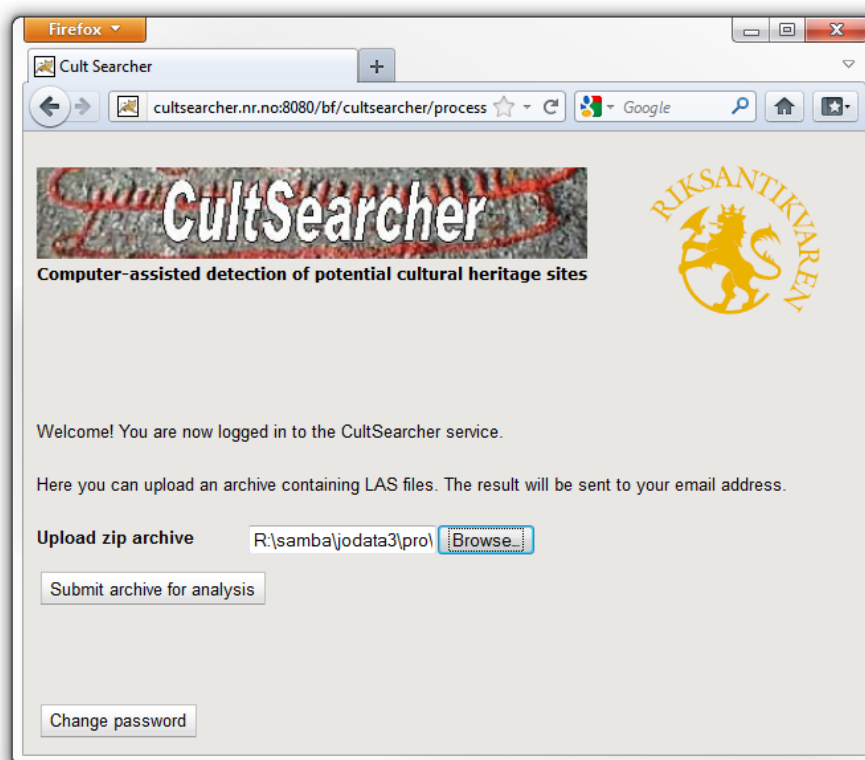 Firefox
Cult Searcher
cultsearcher.nr.no:8080/bf/cultsearcher/process
Google
CultSearcher
RIKSANTIKVAREN
Computer-assisted detection of potential cultural heritage sites
Welcome! You are now logged in to the CultSearcher service.
Here you can upload an archive containing LAS files. The result will be sent to your email address.
Upload zip archive R:\samba\jodata3\pro\ Browse...
Submit archive for analysis
Change password